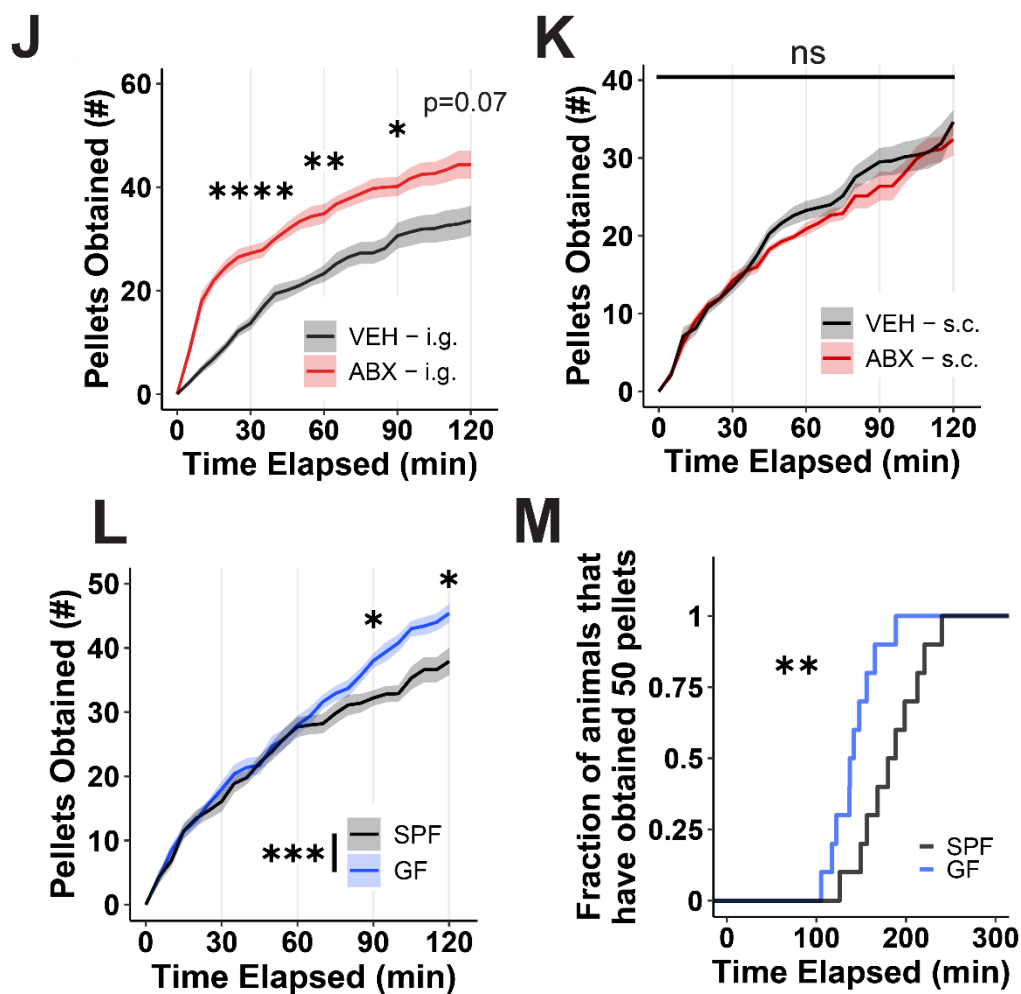 J
60
40
20
0
Pellets Obtained (#)
****
**
*
p=0.07
VEH – i.g.
ABX – i.g.
0 30 60 90 120
Time Elapsed (min)
K
ns
40
30
20
10
0
Pellets Obtained (#)
VEH – s.c.
ABX – s.c.
0 30 60 90 120
Time Elapsed (min)
L
50
40
30
20
10
0
Pellets Obtained (#)
*
*
***
SPF
GF
0 30 60 90 120
Time Elapsed (min)
M
Fraction of animals that
have obtained 50 pellets
1
0.75
0.5
0.25
0
**
SPF
GF
0 100 200 300
Time Elapsed (min)